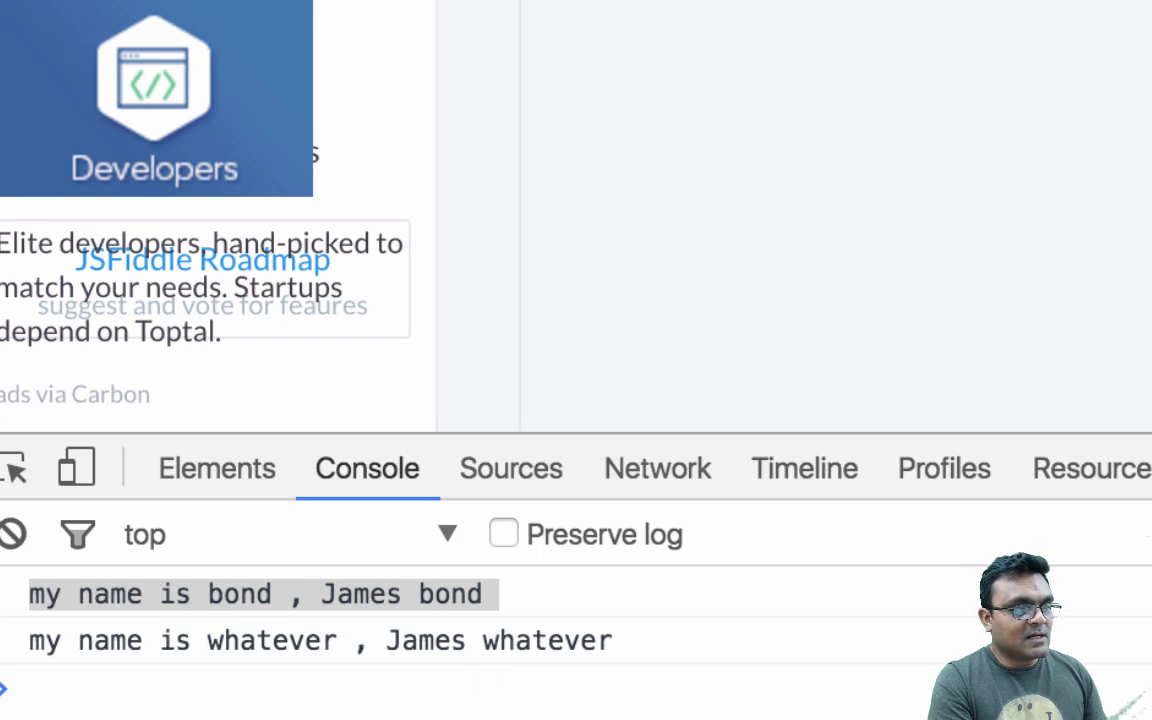 Developers
s
Elite developers, hand-picked to
JSFiddle Roadmap
match your needs. Startups
suggest and vote for feaures
depend on Toptal.
ads via Carbon
Elements Console Sources Network Timeline Profiles Resource
top Preserve log
my name is bond , James bond
my name is whatever , James whatever